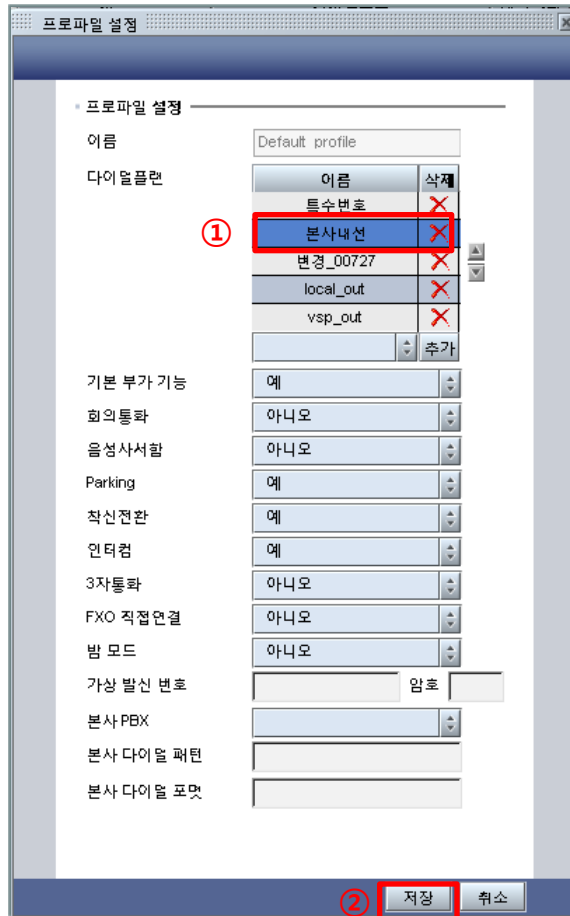 프로파일 설정
프로파일 설정
이름 Default profile
다이얼플랜 이름 삭제
특수번호
① 본사내선
변경_00727
local_out
vsp_out
추가
기본 부가 기능 예
회의통화 아니오
음성사서함 아니오
Parking 예
착신전환 예
인터컴 예
3자통화 아니오
FXO 직접연결 아니오
밤 모드 아니오
가상 발신 번호 암호
본사 PBX
본사 다이얼 패턴
본사 다이얼 포멧
② 저장 취소